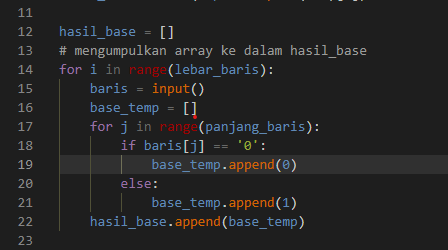 11
12 hasil_base = []
13 # mengumpulkan array ke dalam hasil_base
14 for i in range(lebar_baris):
15     baris = input()
16     base_temp = []
17     for j in range(panjang_baris):
18         if baris[j] == '0':
19             base_temp.append(0)
20         else:
21             base_temp.append(1)
22     hasil_base.append(base_temp)
23